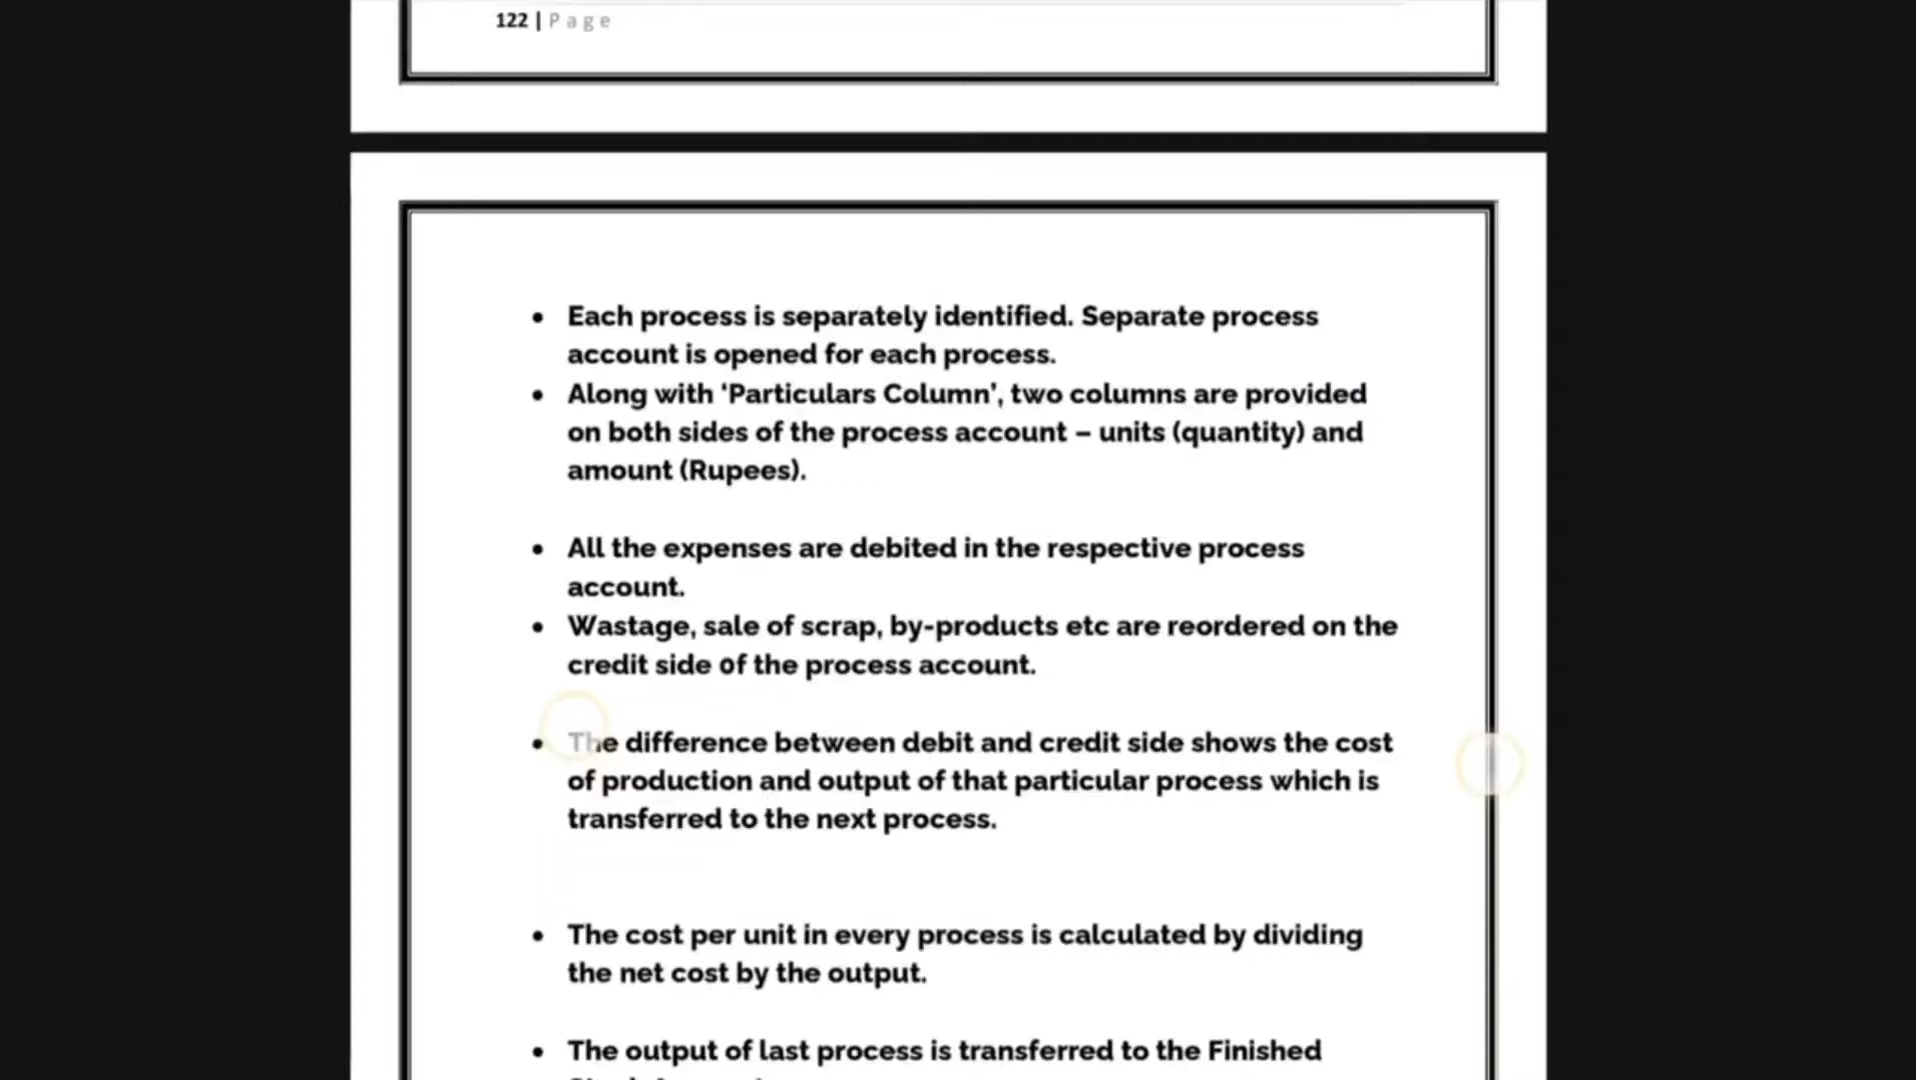 122 | Page
• Each process is separately identified. Separate process
account is opened for each process.
• Along with ‘Particulars Column’, two columns are provided
on both sides of the process account – units (quantity) and
amount (Rupees).
• All the expenses are debited in the respective process
account.
• Wastage, sale of scrap, by-products etc are reordered on the
credit side of the process account.
• The difference between debit and credit side shows the cost
of production and output of that particular process which is
transferred to the next process.
• The cost per unit in every process is calculated by dividing
the net cost by the output.
• The output of last process is transferred to the Finished